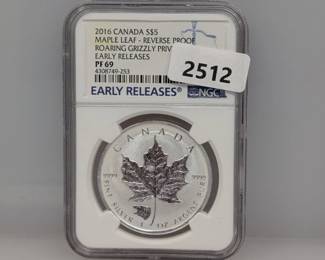 2016 CANADA S$5
MAPLE LEAF - REVERSE PROOF
ROARING GRIZZLY PRIV
EARLY RELEASES
PF 69
4308749-253
2512
EARLY RELEASES®
NGC
CANADA
9999 9999
FINE SILVER 1 OZ ARGENT PUR